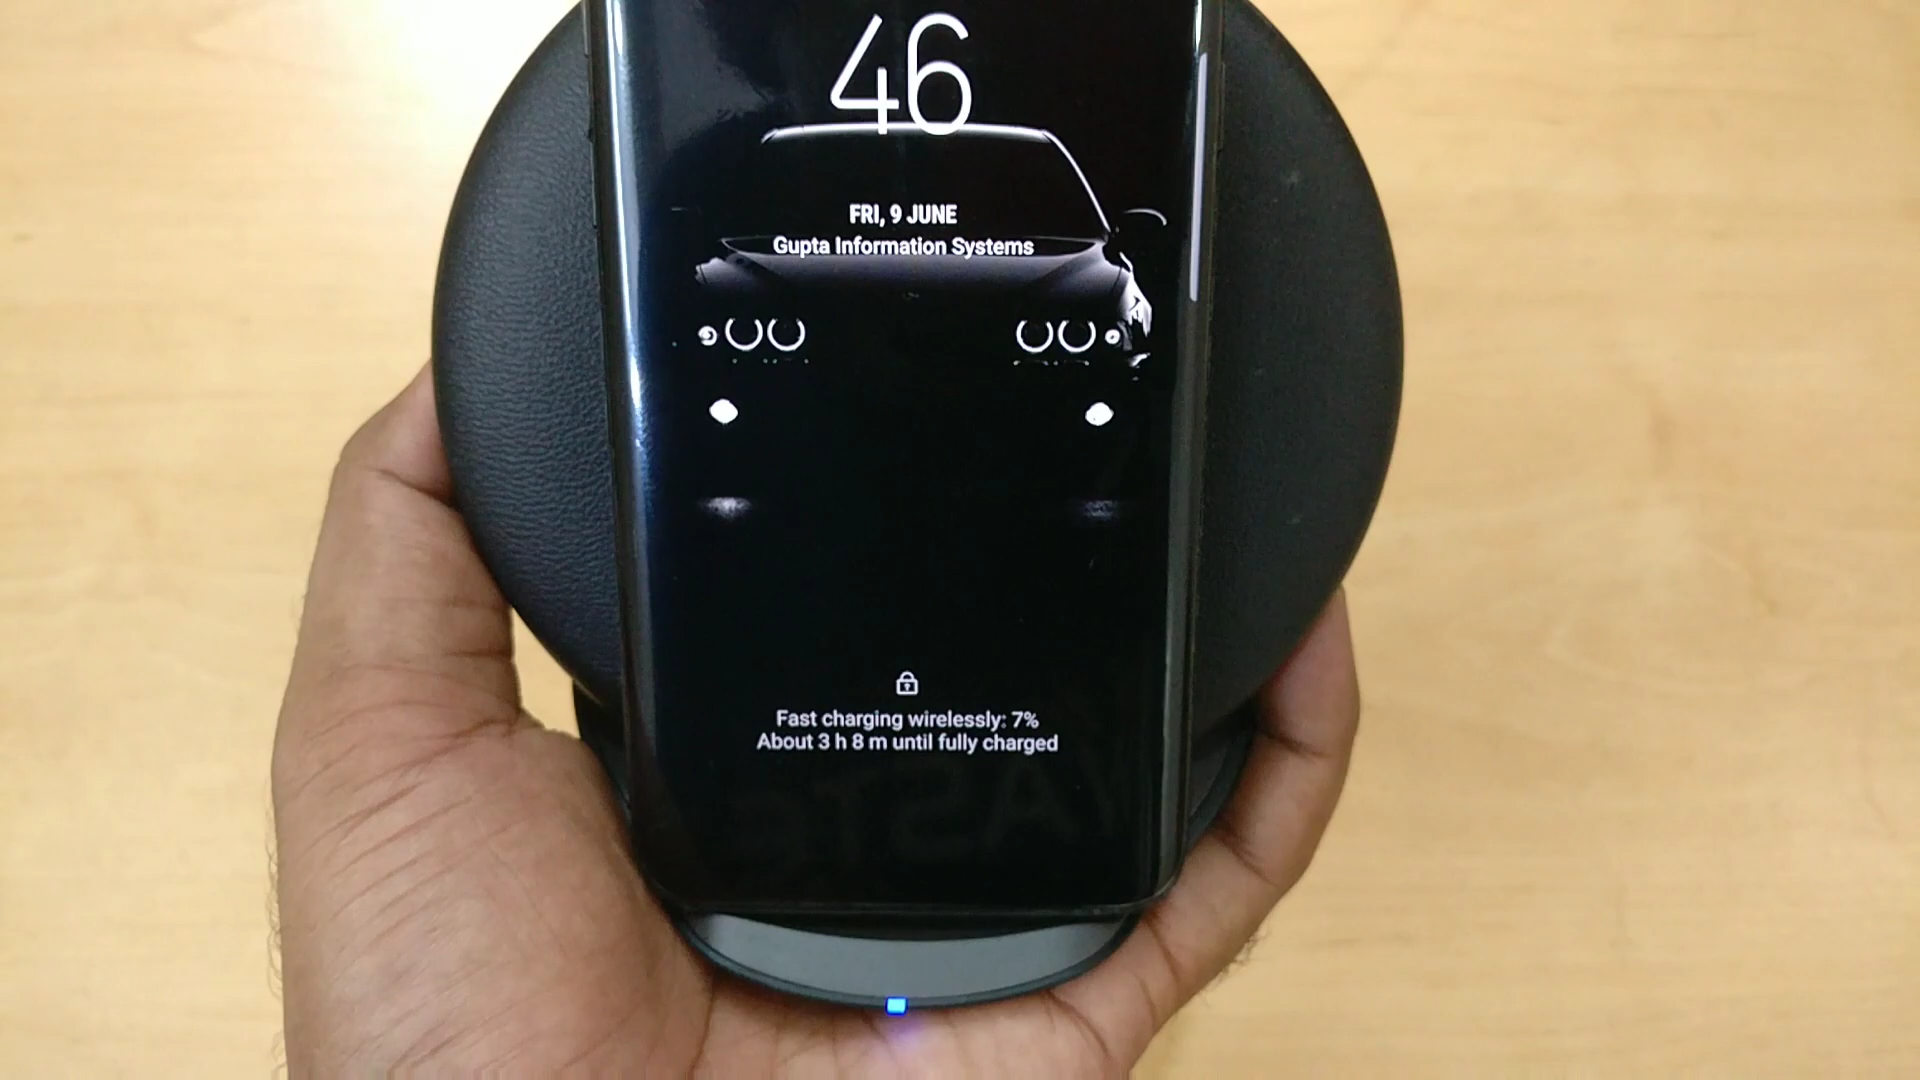 46
FRI, 9 JUNE
Gupta Information Systems
Fast charging wirelessly: 7%
About 3 h 8 m until fully charged